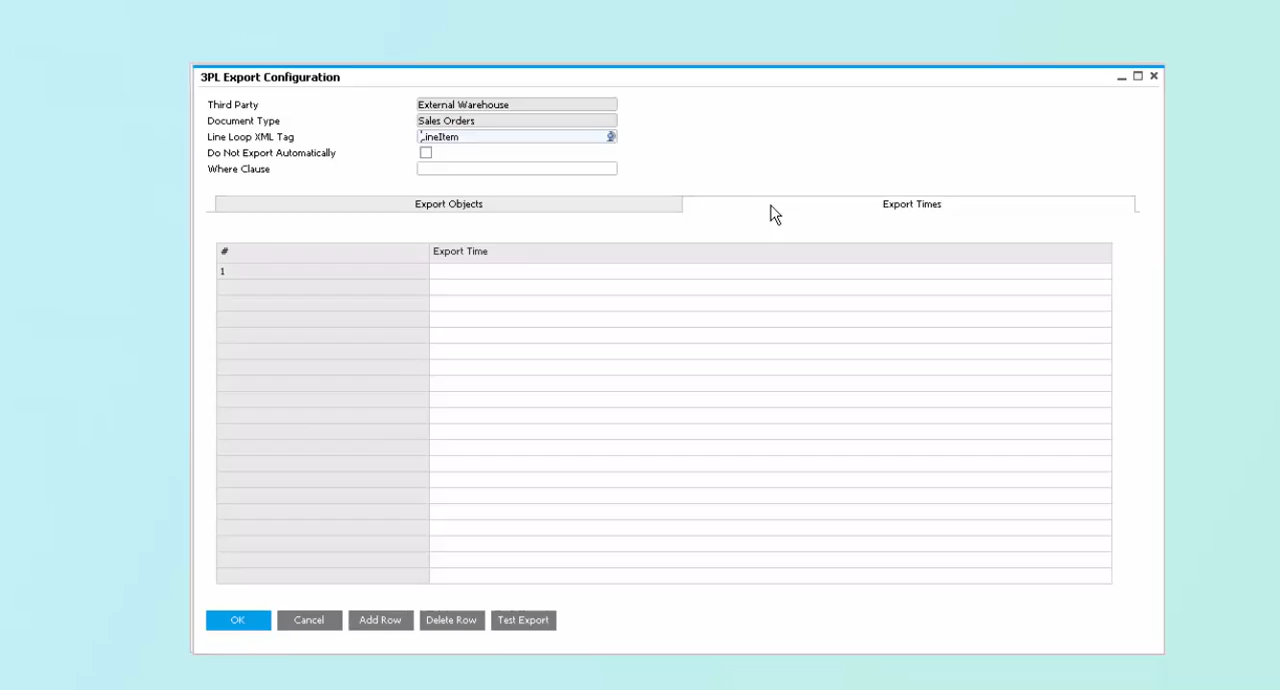 3PL Export Configuration
Third Party External Warehouse
Document Type Sales Orders
Line Loop XML Tag LineItem
Do Not Export Automatically
Where Clause
Export Objects Export Times
# Export Time
1
OK Cancel Add Row Delete Row Test Export